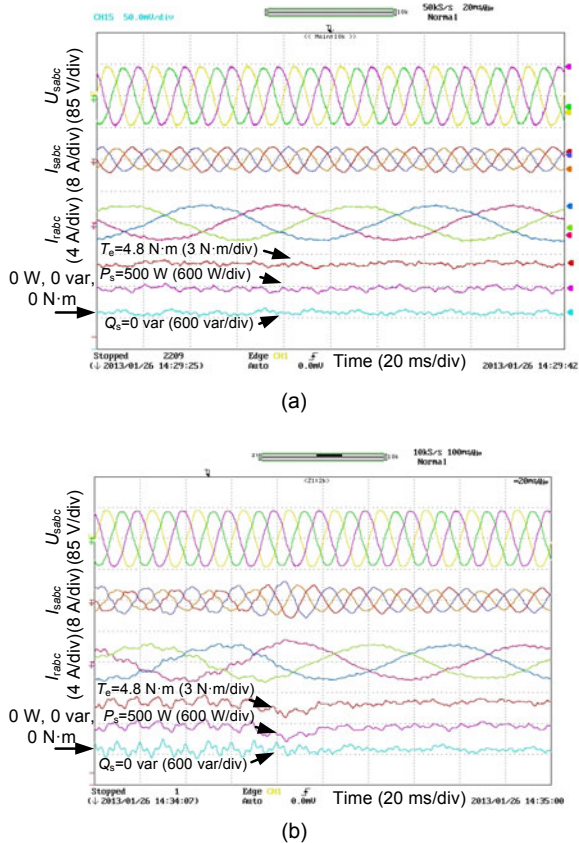 CH1S 50.0mV/div
10k
50kS/s 20ms/div
Normal
<< Main:10k >>
Usabc
(85 V/div)
Isabc
(8 A/div)
Irabc
(4 A/div)
Te=4.8 N·m (3 N·m/div)
Ps=500 W (600 W/div)
0 W, 0 var,
0 N·m
Qs=0 var (600 var/div)
Stopped 2209
Edge CH1
Time (20 ms/div)
(↓ 2013/01/26 14:29:25)
Auto 0.0mV
2013/01/26 14:29:42
(a)
10k
10kS/s 100ms/div
Normal
20ms/div
Usabc
(85 V/div)
Isabc
(8 A/div)
Irabc
(4 A/div)
Te=4.8 N·m (3 N·m/div)
Ps=500 W (600 W/div)
0 W, 0 var,
0 N·m
Qs=0 var (600 var/div)
Stopped 1
Edge CH1
Time (20 ms/div)
(↓ 2013/01/26 14:34:07)
Auto 0.0mV
2013/01/26 14:35:00
(b)